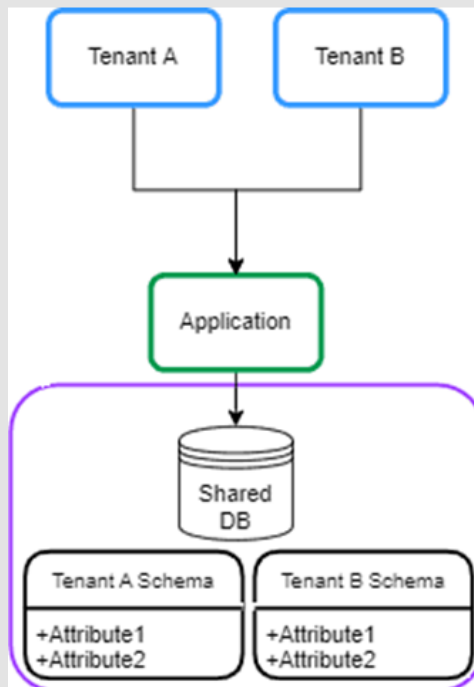 Tenant A
Tenant B
Application
Shared
DB
Tenant A Schema
+Attribute1
+Attribute2
Tenant B Schema
+Attribute1
+Attribute2